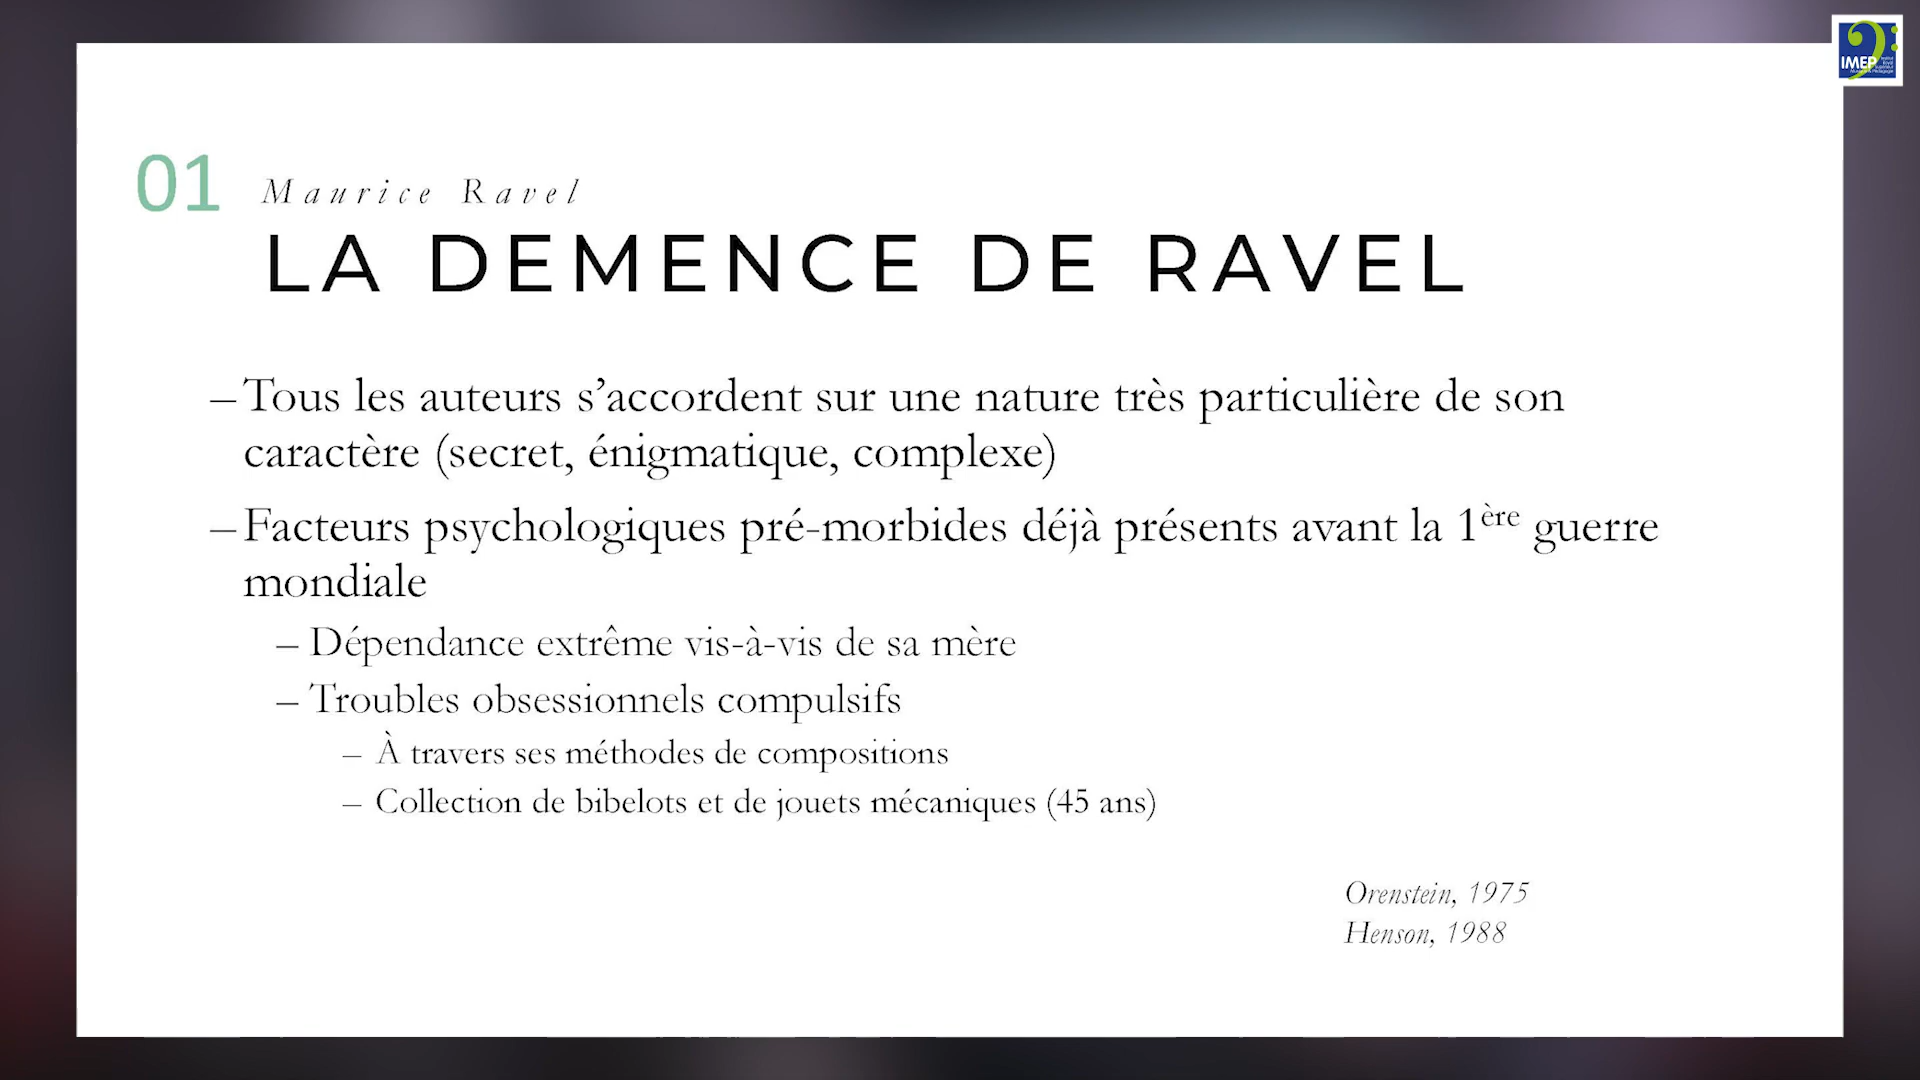 IMEP
01
Maurice Ravel
LA DEMENCE DE RAVEL
– Tous les auteurs s’accordent sur une nature très particulière de son
caractère (secret, énigmatique, complexe)
– Facteurs psychologiques pré-morbides déjà présents avant la 1ère guerre
mondiale
– Dépendance extrême vis-à-vis de sa mère
– Troubles obsessionnels compulsifs
– À travers ses méthodes de compositions
– Collection de bibelots et de jouets mécaniques (45 ans)
Orenstein, 1975
Henson, 1988